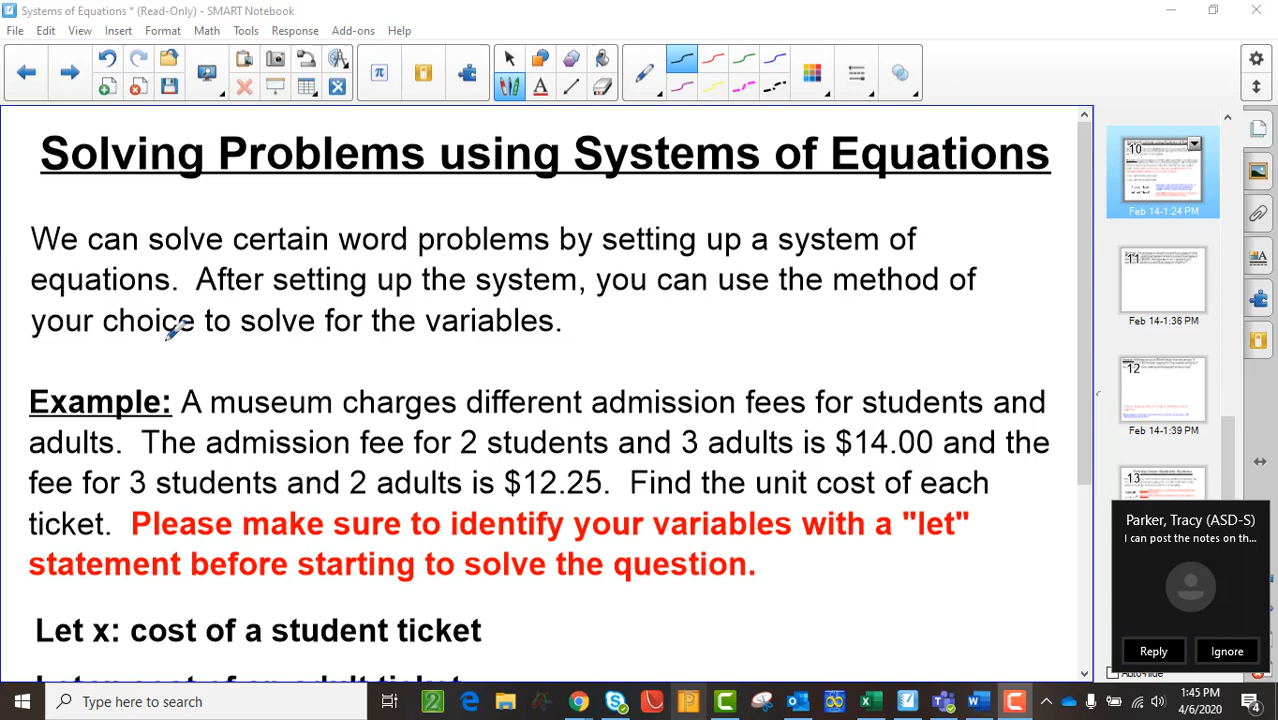 Systems of Equations * (Read-Only) - SMART Notebook
File Edit View Insert Format Math Tools Response Add-ons Help
Solving Problems using Systems of Equations
We can solve certain word problems by setting up a system of
equations. After setting up the system, you can use the method of
your choice to solve for the variables.
Example: A museum charges different admission fees for students and
adults. The admission fee for 2 students and 3 adults is $14.00 and the
fee for 3 students and 2 adults is $12.25. Find the unit cost of each
ticket. Please make sure to identify your variables with a "let"
statement before starting to solve the question.
Let x: cost of a student ticket
10
Feb 14-1:24 PM
11
Feb 14-1:36 PM
12
Feb 14-1:39 PM
13
Parker, Tracy (ASD-S)
I can post the notes on th...
Reply Ignore
Auto-hide
Type here to search
1:45 PM
4/6/2020
4